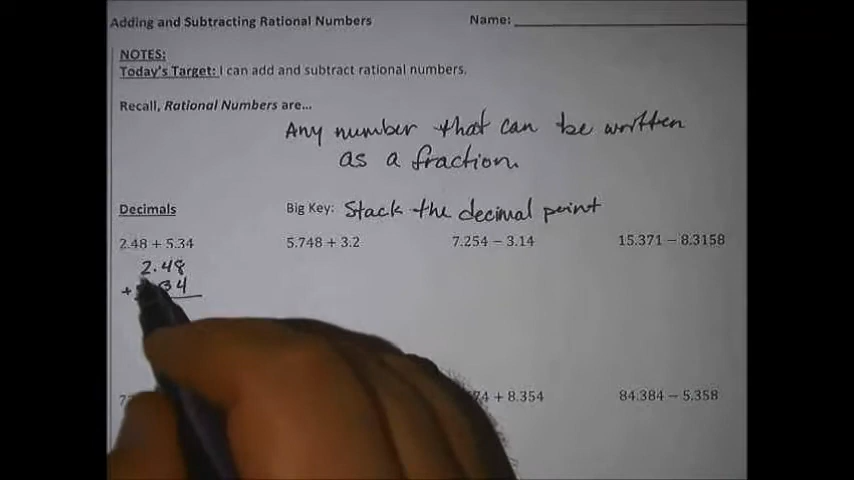 Adding and Subtracting Rational Numbers Name:
NOTES:
Today's Target: I can add and subtract rational numbers.
Recall, Rational Numbers are...
Any number that can be written
as a fraction.
Decimals Big Key: Stack the decimal point
2.48 + 5.34 5.748 + 3.2 7.254 – 3.14 15.371 – 8.3158
2.48
+ 34
+ 8.354 84.384 – 5.358